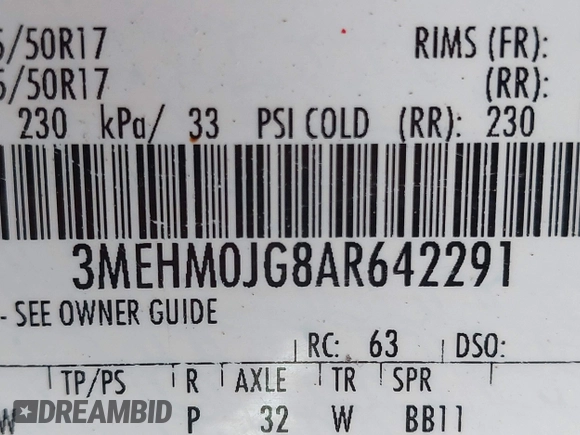 /50R17 RIMS (FR):
/50R17 (RR):
230 kPa/ 33 PSI COLD (RR): 230
3MEHM0JG8AR642291
- SEE OWNER GUIDE
RC: 63 DSO:
TP/PS R AXLE TR SPR
W P 32 W BB11
DREAMBID